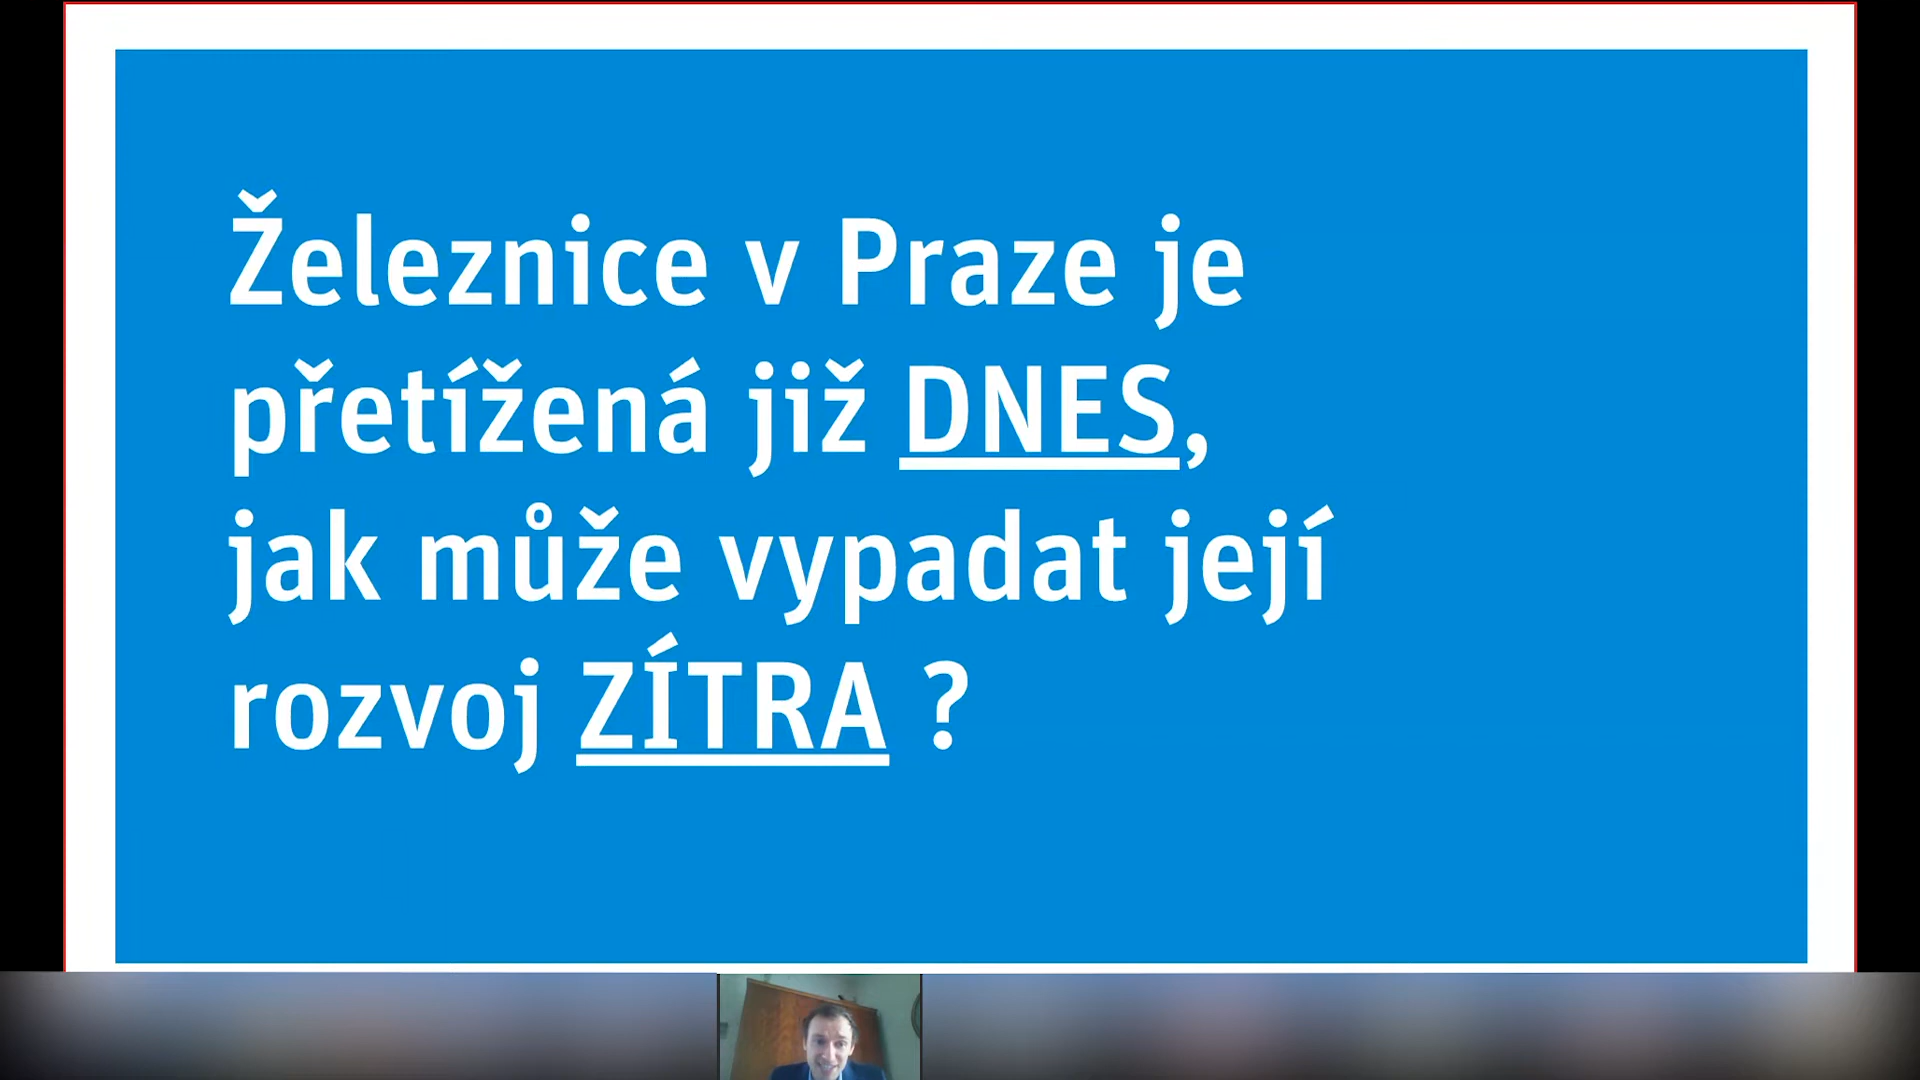 Železnice v Praze je
přetížená již DNES,
jak může vypadat její
rozvoj ZÍTRA ?